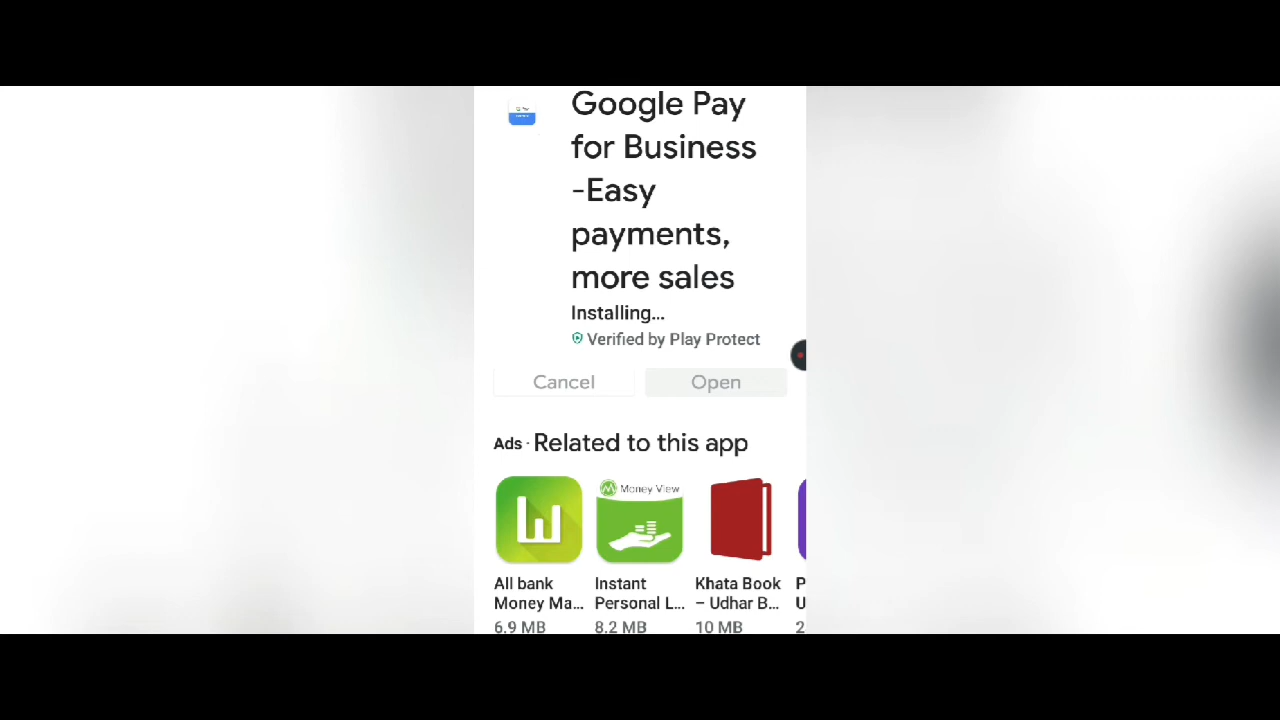 Google Pay
for Business
-Easy
payments,
more sales
Installing...
Verified by Play Protect
Cancel Open
Ads · Related to this app
Money View
All bank Instant Khata Book P
Money Ma... Personal L... – Udhar B... U
6.9 MB 8.2 MB 10 MB 2